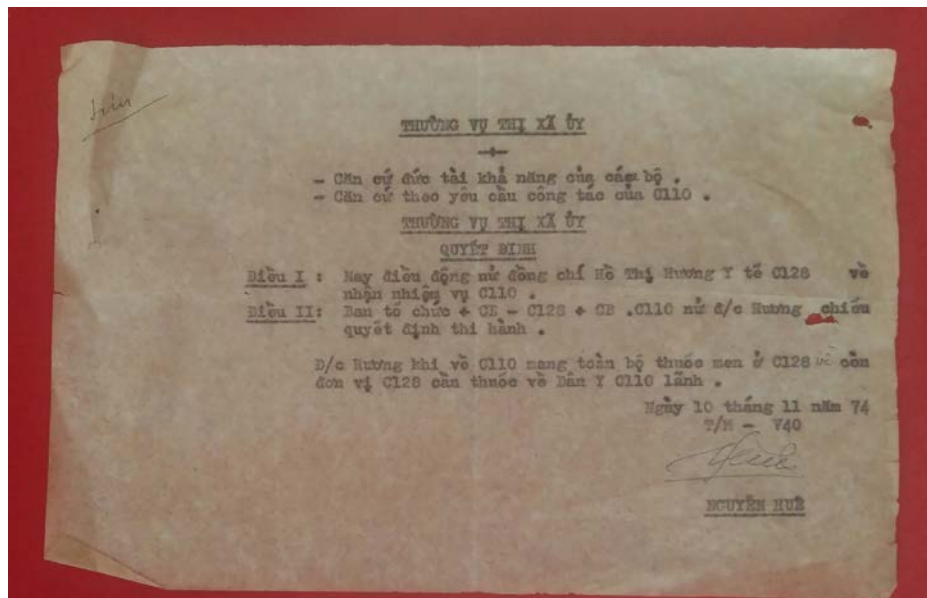 THƯỜNG VỤ THỊ XÃ ỦY
- Căn cứ đức tài khả năng của cán bộ .
- Căn cứ theo yêu cầu công tác của C110 .
THƯỜNG VỤ THỊ XÃ ỦY
QUYẾT ĐỊNH
Điều I : Nay điều động nữ đồng chí Hồ Thị Hương Y tế C128 về
nhận nhiệm vụ C110 .
Điều II: Ban tổ chức + CB - C128 + CB .C110 nữ đ/c Hương chiếu
quyết định thi hành .
Đ/c Hương khi về C110 mang toàn bộ thuốc men ở C128 về còn
đơn vị C128 cần thuốc về Dân Y C110 lãnh .
Ngày 10 tháng 11 năm 74
T/M - V40
NGUYỄN HUỀ